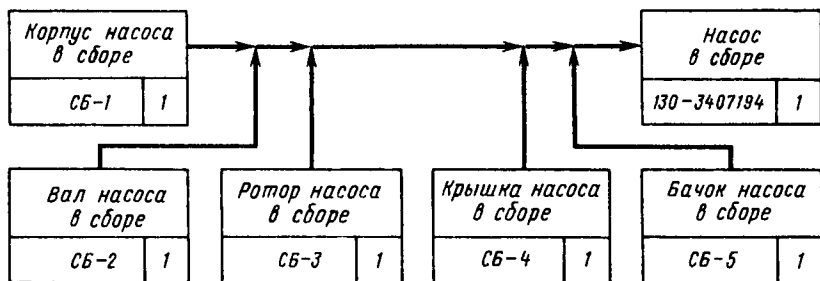 Корпус насоса
в сборе
СБ-1 1
Насос
в сборе
130-3407194 1
Вал насоса
в сборе
СБ-2 1
Ротор насоса
в сборе
СБ-3 1
Крышка насоса
в сборе
СБ-4 1
Бачок насоса
в сборе
СБ-5 1